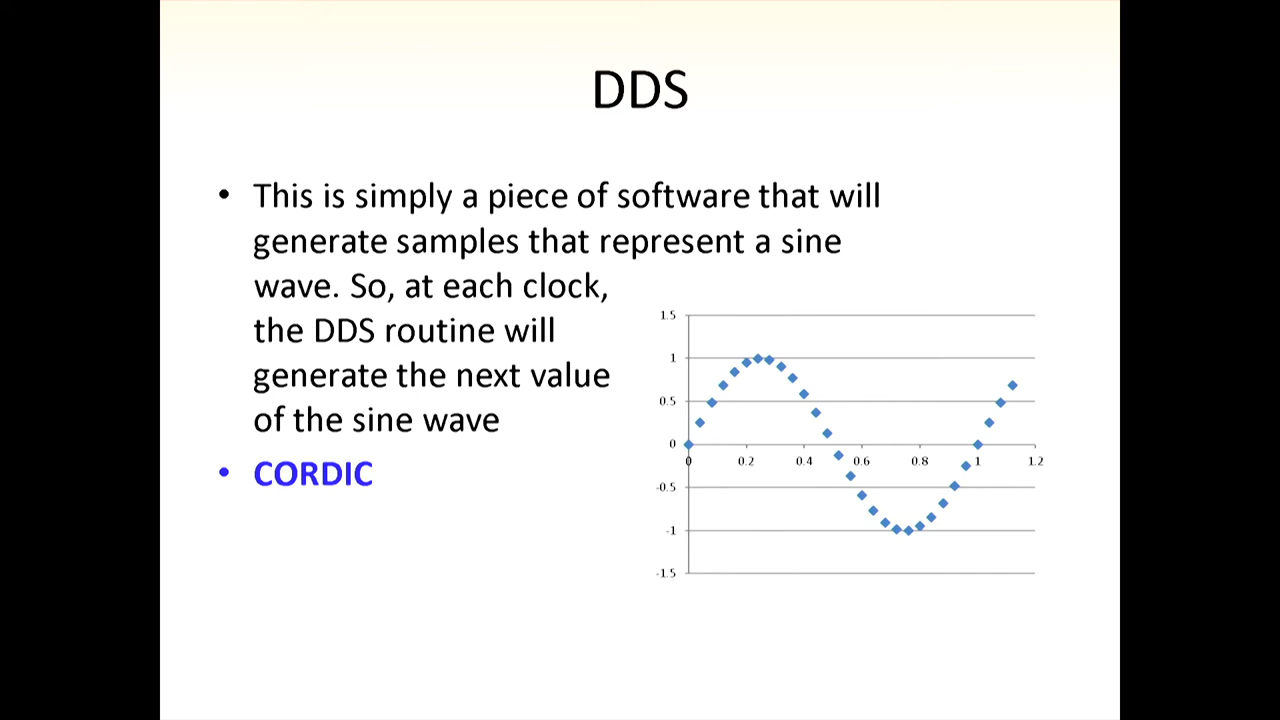 DDS
• This is simply a piece of software that will
generate samples that represent a sine
wave. So, at each clock,
the DDS routine will
generate the next value
of the sine wave
• CORDIC
1.5
1
0.5
0
-0.5
-1
-1.5
0 0.2 0.4 0.6 0.8 1 1.2